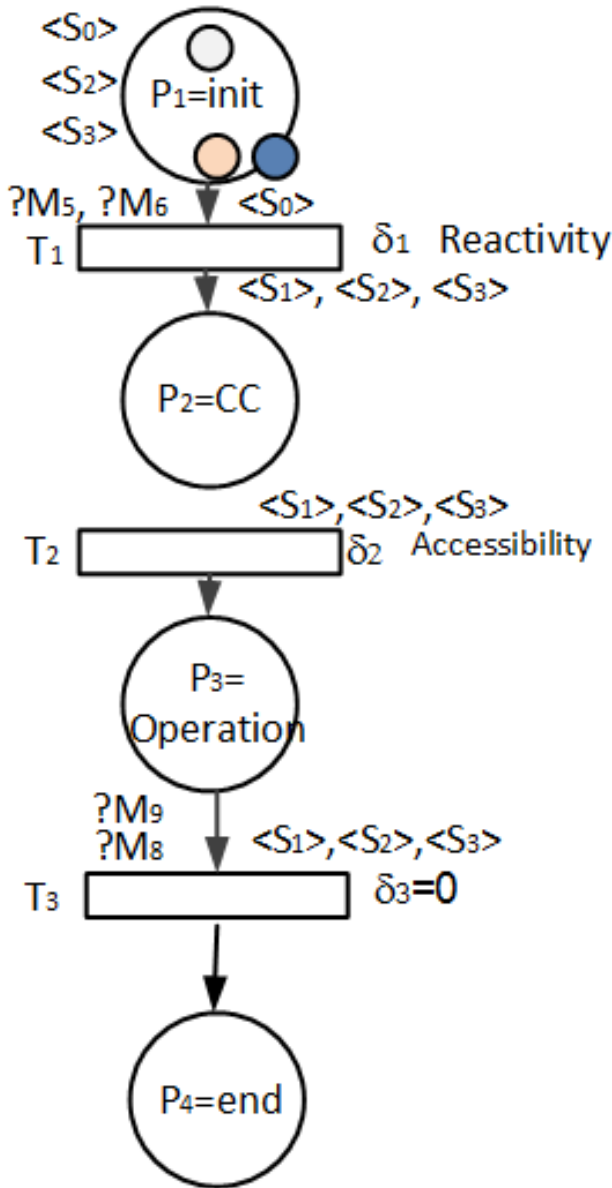 <S₀>
<S₂>
P₁=init
<S₃>
?M₅, ?M₆ <S₀>
T₁ δ₁ Reactivity
<S₁>, <S₂>, <S₃>
P₂=CC
<S₁>,<S₂>,<S₃>
T₂ δ₂ Accessibility
P₃=
Operation
?M₉
?M₈ <S₁>,<S₂>,<S₃>
T₃ δ₃=0
P₄=end